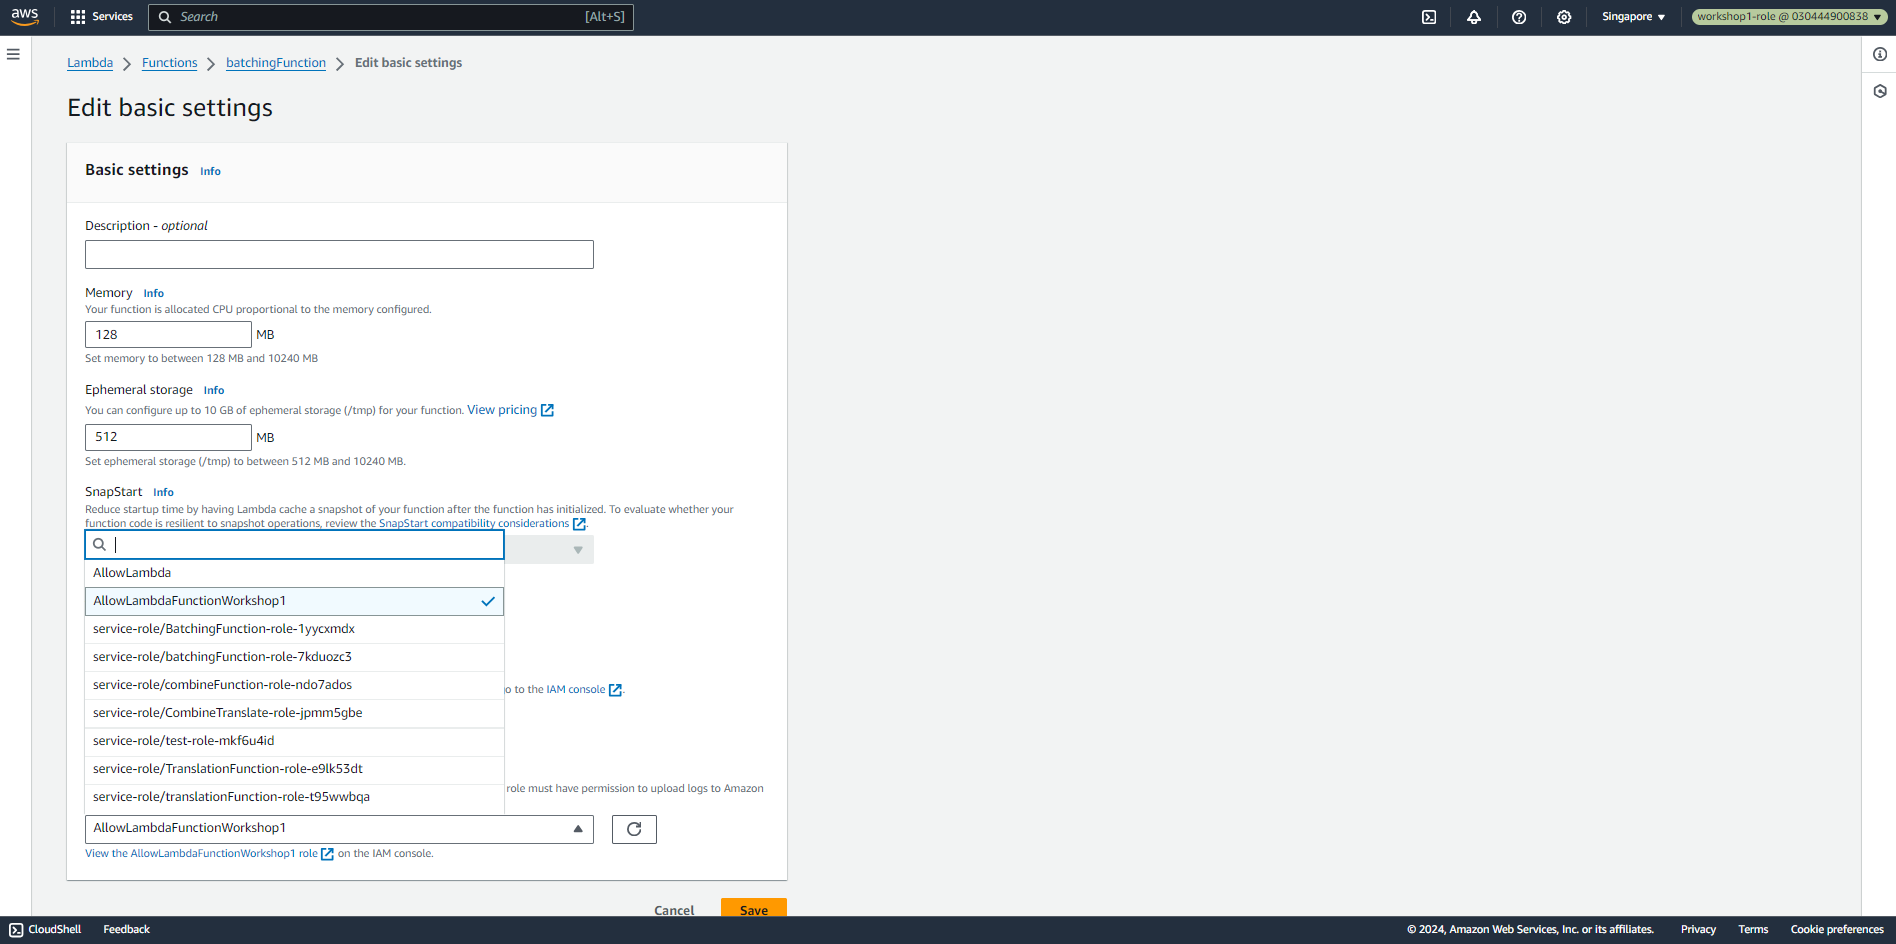 aws Services Search [Alt+S] Singapore workshop1-role @ 030444900838
Lambda Functions batchingFunction Edit basic settings
Edit basic settings
Basic settings Info
Description - optional
Memory Info
Your function is allocated CPU proportional to the memory configured.
128 MB
Set memory to between 128 MB and 10240 MB
Ephemeral storage Info
You can configure up to 10 GB of ephemeral storage (/tmp) for your function. View pricing
512 MB
Set ephemeral storage (/tmp) to between 512 MB and 10240 MB.
SnapStart Info
Reduce startup time by having Lambda cache a snapshot of your function after the function has initialized. To evaluate whether your
function code is resilient to snapshot operations, review the SnapStart compatibility considerations.
AllowLambda
AllowLambdaFunctionWorkshop1
service-role/BatchingFunction-role-1yycxmdx
service-role/batchingFunction-role-7kduozc3
service-role/combineFunction-role-ndo7ados
to the IAM console.
service-role/CombineTranslate-role-jpmm5gbe
service-role/test-role-mkf6u4id
service-role/TranslationFunction-role-e9lk53dt
role must have permission to upload logs to Amazon
service-role/translationFunction-role-t95wwbqa
AllowLambdaFunctionWorkshop1
View the AllowLambdaFunctionWorkshop1 role on the IAM console.
Cancel Save
CloudShell Feedback © 2024, Amazon Web Services, Inc. or its affiliates. Privacy Terms Cookie preferences